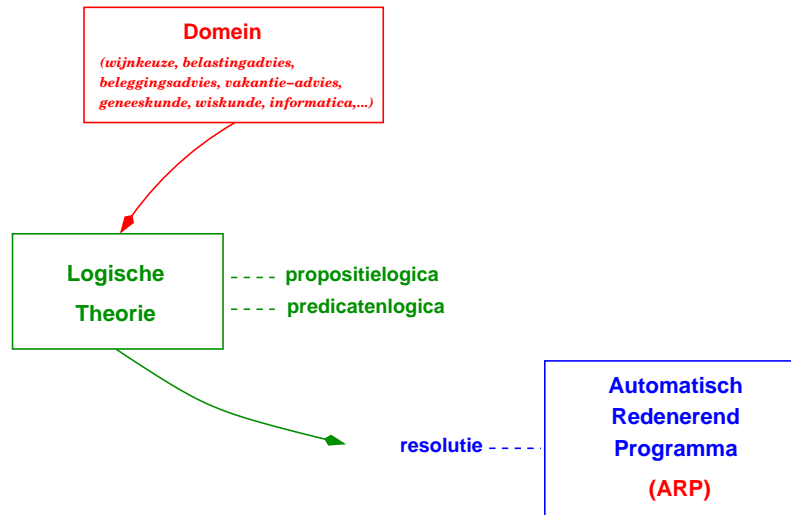 Domein
(wijnkeuze, belastingadvies,
beleggingsadvies, vakantie–advies,
geneeskunde, wiskunde, informatica,...)
Logische
Theorie
propositielogica
predicatenlogica
resolutie
Automatisch
Redenerend
Programma
(ARP)